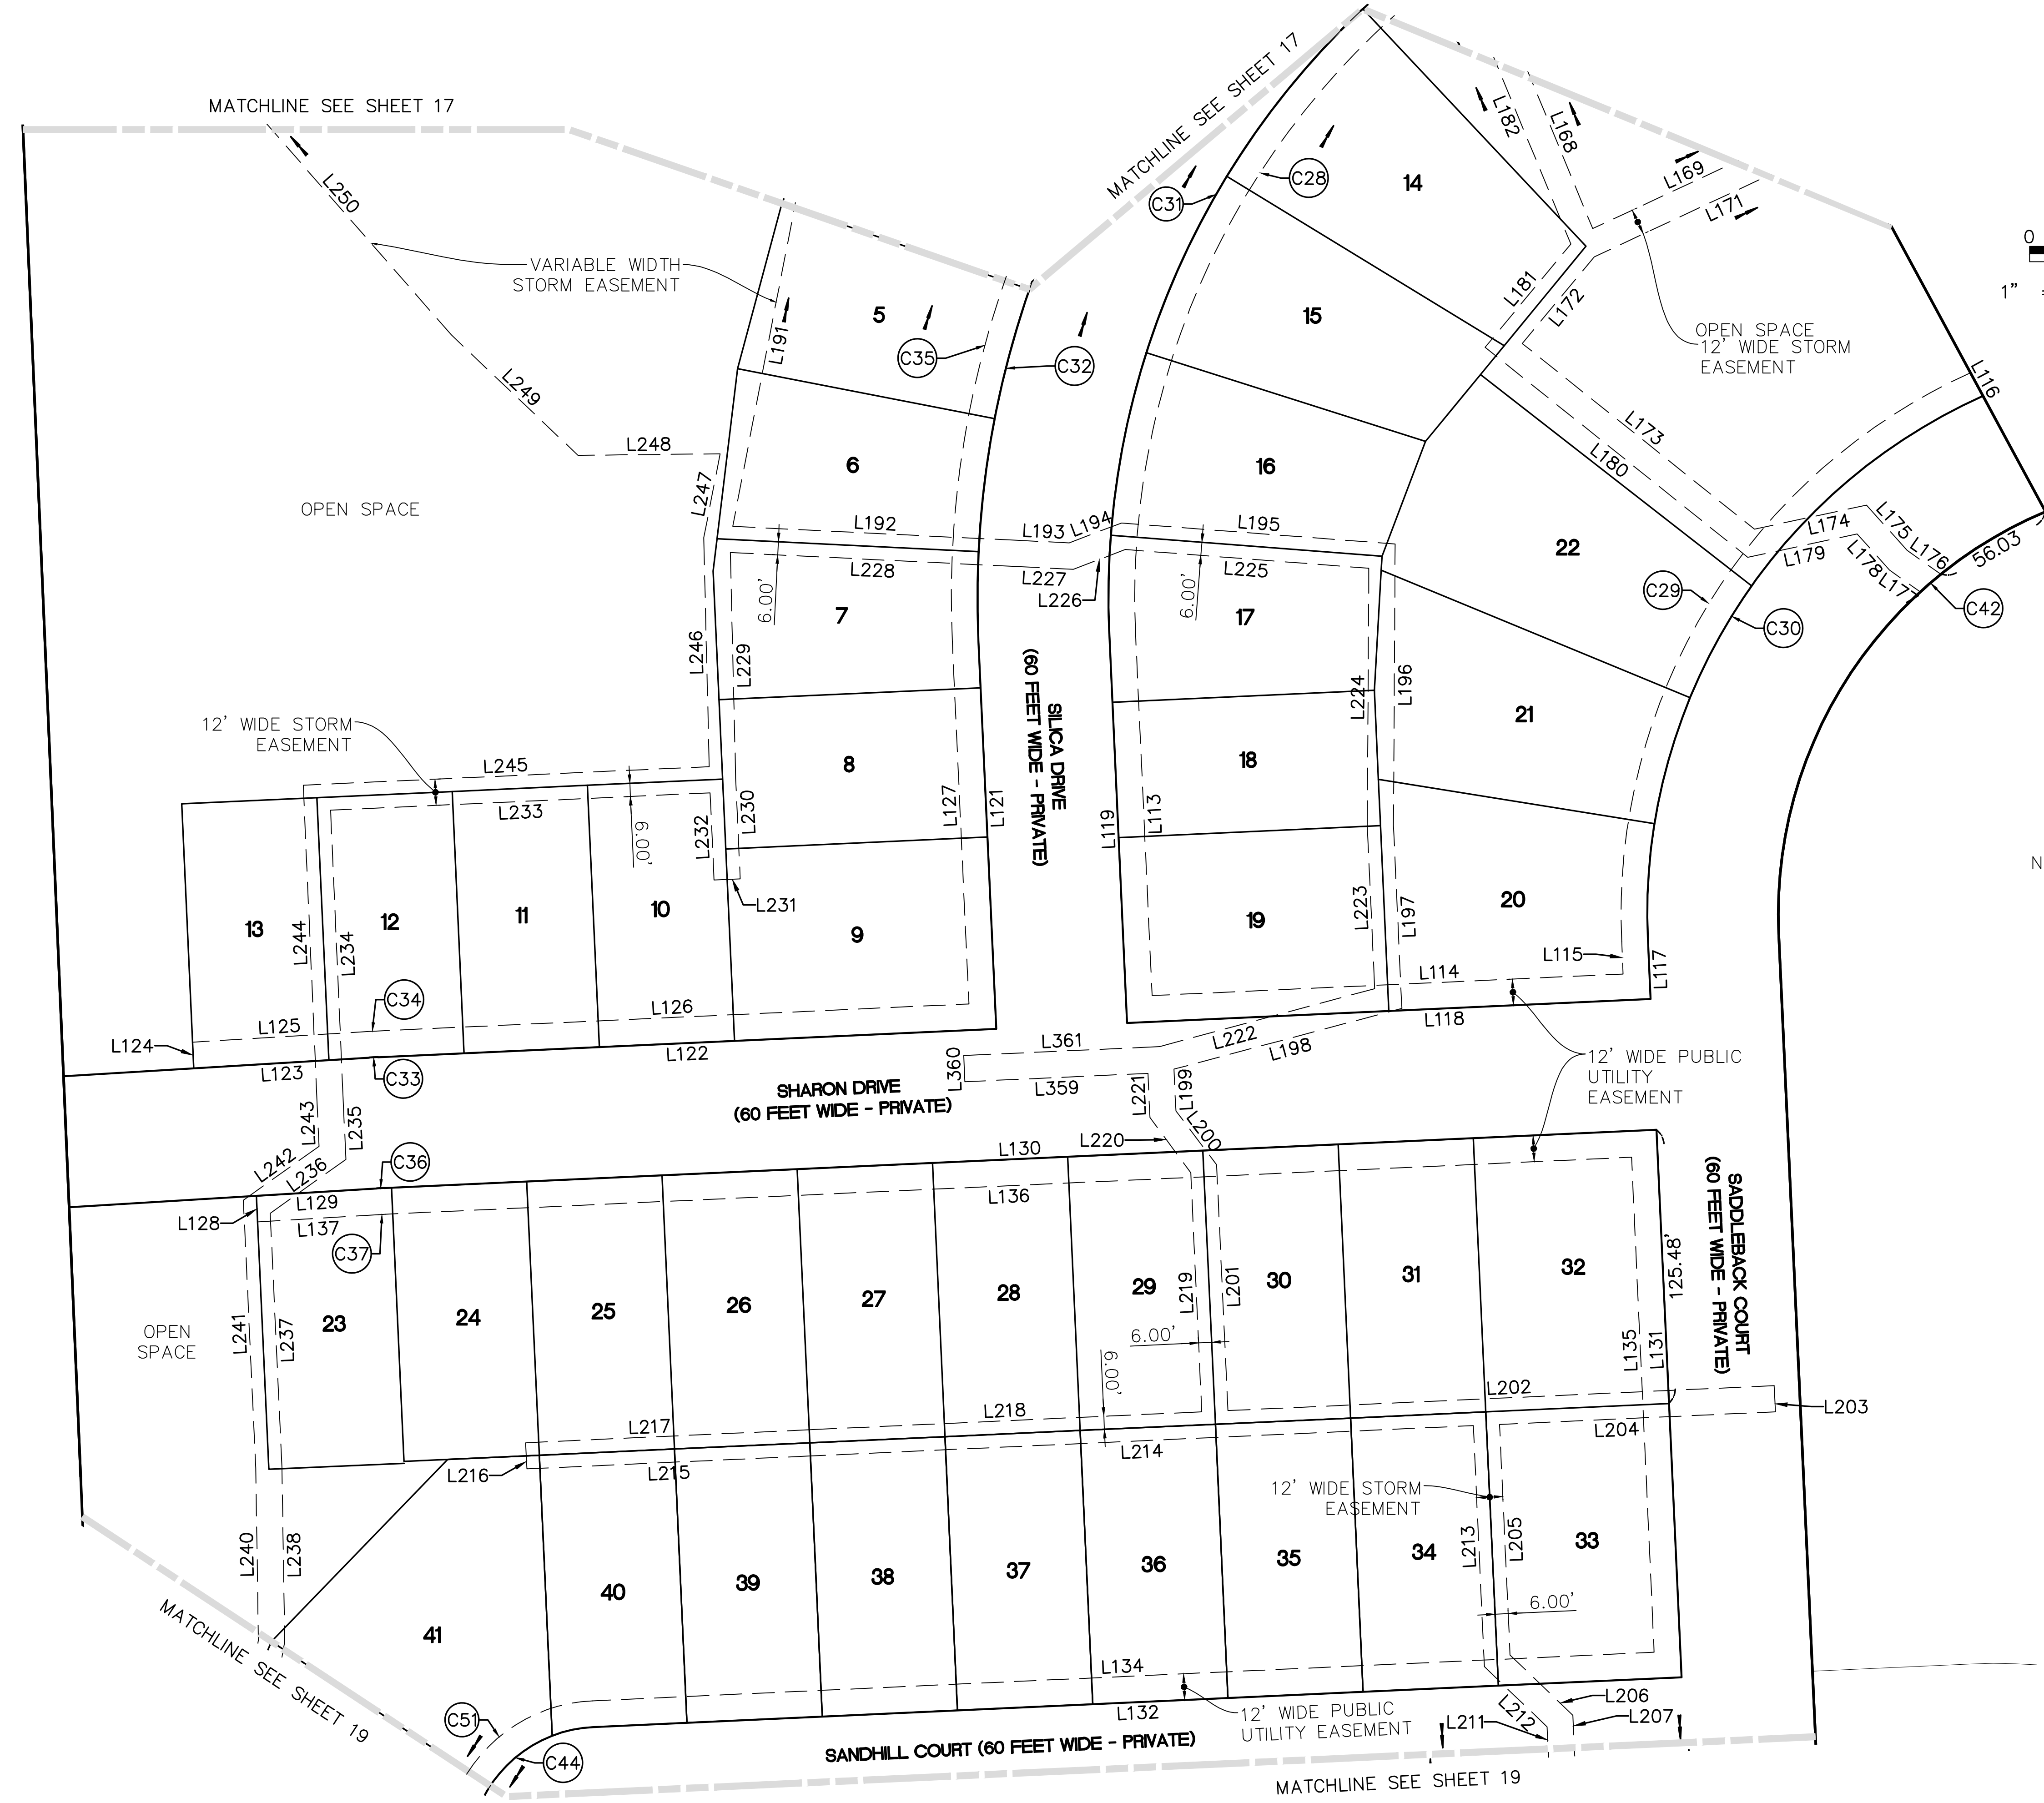 MATCHLINE SEE SHEET 17
MATCHLINE SEE SHEET 17
L250
VARIABLE WIDTH
STORM EASEMENT
L191
5
C35
C32
C31
C28
14
L182
L168
L169
L171
0
1"
L181
L172
OPEN SPACE
12' WIDE STORM
EASEMENT
15
L249
L248
L247
OPEN SPACE
6
L192
L193
L194
L195
16
L173
L180
L116
L174
L175
L176
56.03
L179
L178
L17
C42
22
C29
C30
L228
L227
L226
L225
6.00'
6.00'
7
17
L246
L229
SILICA DRIVE
(60 FEET WIDE - PRIVATE)
L224
L196
21
12' WIDE STORM
EASEMENT
L245
L233
6.00'
L232
L230
8
L127
L121
L119
L113
18
L231
13
L244
12
L234
11
10
9
19
L223
L197
20
N
L115
L117
L114
L118
C34
L125
L126
L124
L123
C33
L122
SHARON DRIVE
(60 FEET WIDE - PRIVATE)
L360
L361
L359
L222
L198
L221
L199
L200
L220
12' WIDE PUBLIC
UTILITY
EASEMENT
L243
L235
L242
L236
C36
L130
L128
L129
L137
C37
L136
SADDLEBACK COURT
(60 FEET WIDE - PRIVATE)
125.48'
L241
L237
OPEN
SPACE
23
24
25
26
27
28
29
L219
L201
6.00'
6.00'
30
31
32
L135
L131
L202
L203
L204
L217
L218
L216
L215
L214
12' WIDE STORM
EASEMENT
L240
L238
41
40
39
38
37
36
35
34
L213
L205
33
6.00'
L134
L132
12' WIDE PUBLIC
UTILITY EASEMENT
L206
L207
L212
L211
MATCHLINE SEE SHEET 19
C51
C44
SANDHILL COURT (60 FEET WIDE - PRIVATE)
MATCHLINE SEE SHEET 19